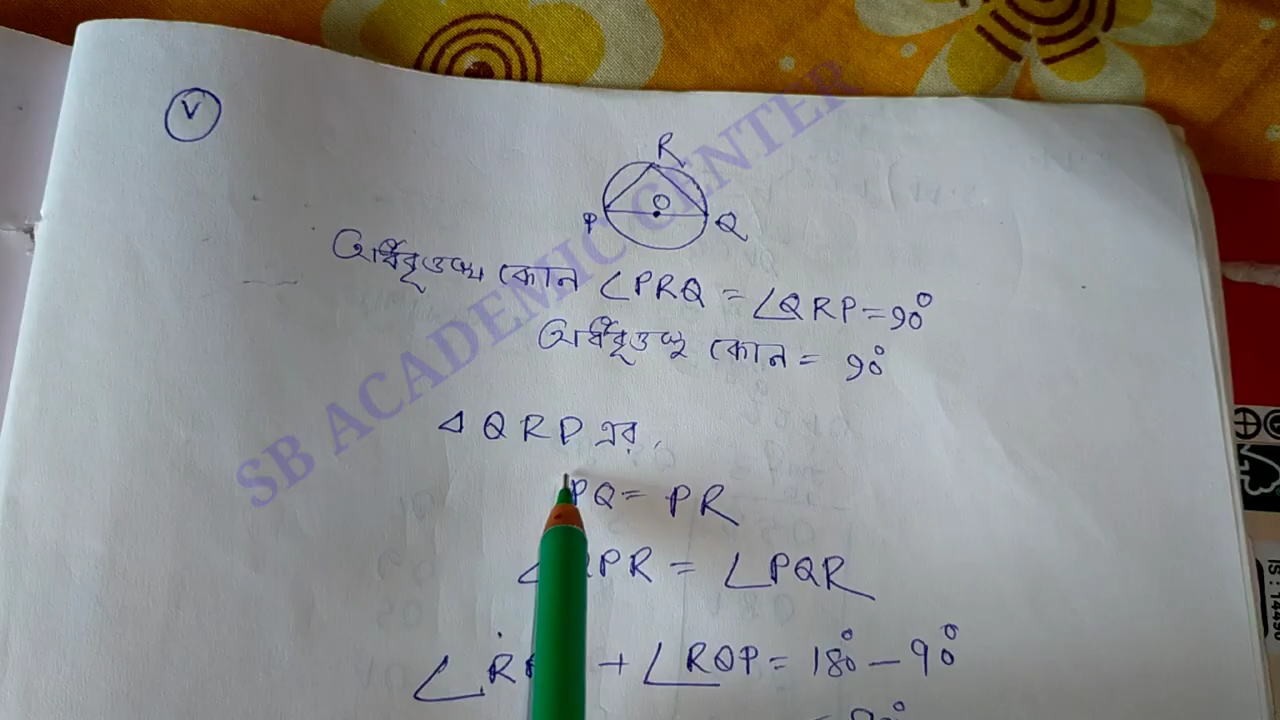 V
R
O
P Q
অর্ধবৃত্তস্থ কোন ∠PRQ = ∠QRP = 90°
অর্ধবৃত্তস্থ কোন = 90°
△QRP এর,
PQ = PR
∠QPR = ∠PQR
+ ∠RQP = 180° - 90°
SB ACADEMIC CENTER